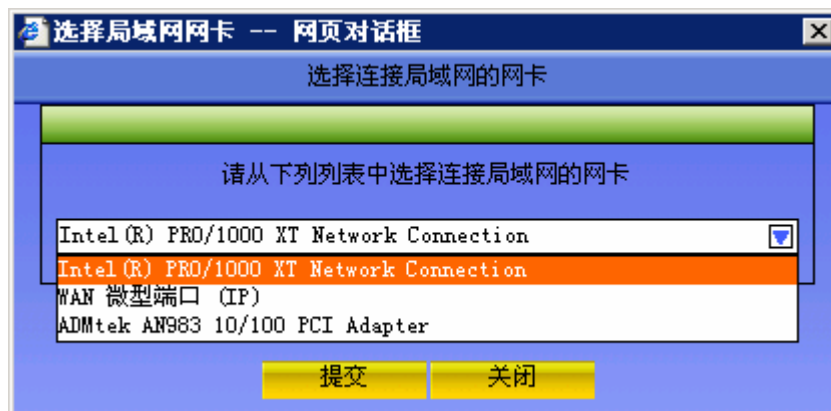 选择局域网网卡 -- 网页对话框
选择连接局域网的网卡
请从下列列表中选择连接局域网的网卡
Intel(R) PRO/1000 XT Network Connection
Intel(R) PRO/1000 XT Network Connection
WAN 微型端口 (IP)
ADMtek AN983 10/100 PCI Adapter
提交 关闭